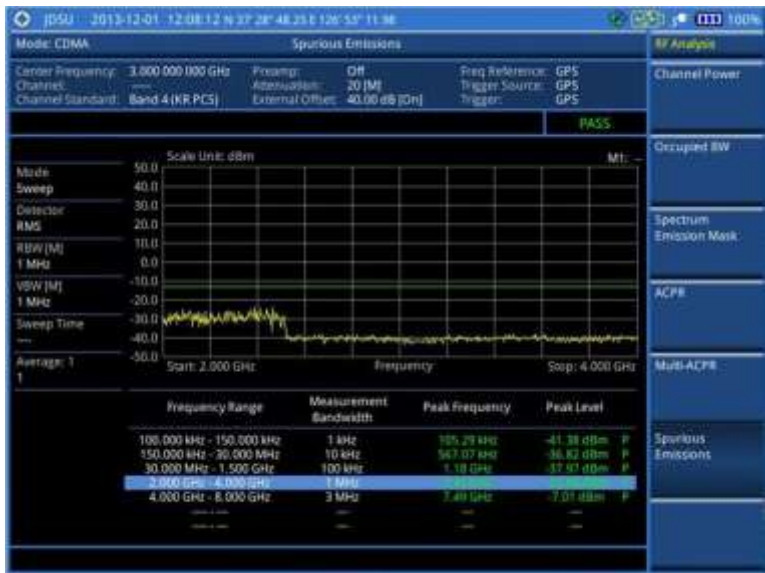 JDSU 2013-12-01 12:08:12 N 37° 28' 48.25 E 126° 53' 11.98 100%
Mode: CDMA Spurious Emissions RF Analysis
Center Frequency: 3.000 000 000 GHz Preamp: Off Freq Reference: GPS
Channel: ---- Attenuation: 20 [M] Trigger Source: GPS
Channel Standard: Band 4 (KR PCS) External Offset: 40.00 dB [On] Trigger: GPS
Channel Power
PASS
Occupied BW
Scale Unit: dBm M1: --
Mode
Sweep
Detector
RMS
RBW [M]
1 MHz
VBW [M]
1 MHz
Sweep Time
---
Average: 1
1
50.0
40.0
30.0
20.0
10.0
0.0
-10.0
-20.0
-30.0
-40.0
-50.0
Start: 2.000 GHz Frequency Stop: 4.000 GHz
Spectrum
Emission Mask
ACPR
Multi-ACPR
Spurious
Emissions
Frequency Range Measurement Bandwidth Peak Frequency Peak Level
100.000 kHz - 150.000 kHz 1 kHz 105.29 kHz -41.38 dBm P
150.000 kHz - 30.000 MHz 10 kHz 567.07 kHz -36.82 dBm P
30.000 MHz - 1.500 GHz 100 kHz 1.18 GHz -37.97 dBm P
2.000 GHz - 4.000 GHz 1 MHz
4.000 GHz - 8.000 GHz 3 MHz 7.49 GHz -7.01 dBm P